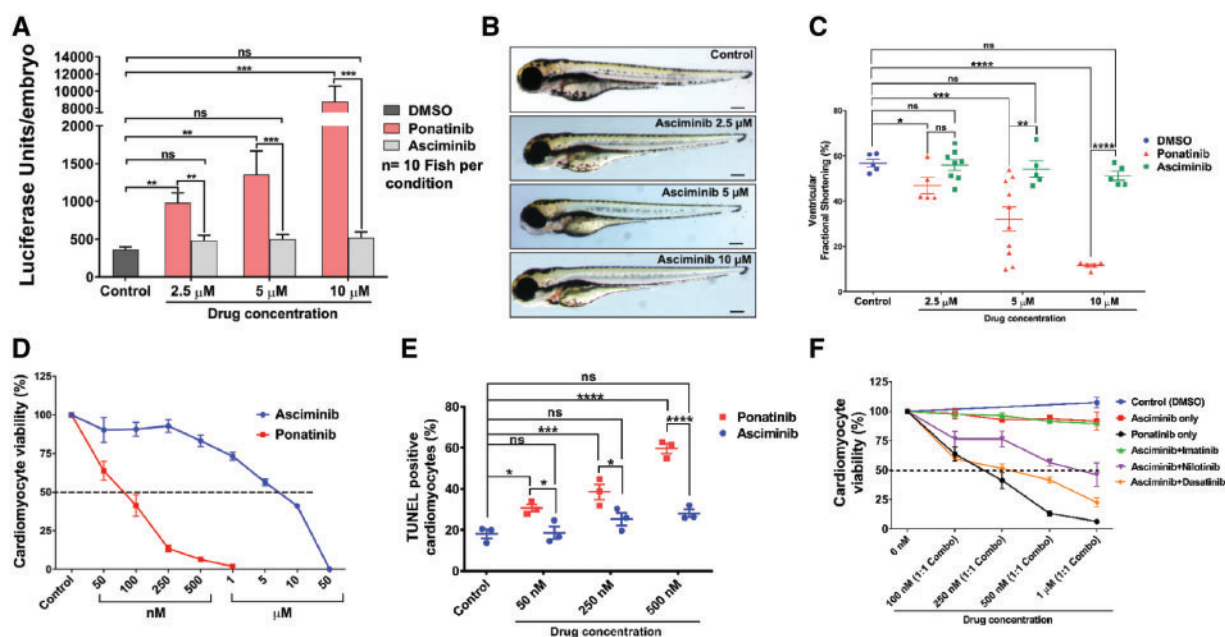 A
Luciferase Units/embryo
14000
12000
10000
8000
6000
4000
2000
1500
1000
500
0
ns
***
***
ns
**
***
ns
**
**
DMSO
Ponatinib
Asciminib
n= 10 Fish per
condition
Control
2.5 μM
5 μM
10 μM
Drug concentration
B
Control
Asciminib 2.5 μM
Asciminib 5 μM
Asciminib 10 μM
C
Ventricular
Fractional Shortening (%)
80
60
40
20
0
ns
****
ns
***
ns
**
*
ns
****
DMSO
Ponatinib
Asciminib
Control
2.5 μM
5 μM
10 μM
Drug concentration
D
Cardiomyocyte viability (%)
125
100
75
50
25
0
Asciminib
Ponatinib
Control
50
100
250
500
1
5
10
50
nM
μM
E
TUNEL positive
cardiomyocytes (%)
80
60
40
20
0
ns
****
ns
****
***
ns
*
*
*
Ponatinib
Asciminib
Control
50 nM
250 nM
500 nM
Drug concentration
F
Cardiomyocyte
viability (%)
125
100
75
50
25
0
Control (DMSO)
Asciminib only
Ponatinib only
Asciminib+Imatinib
Asciminib+Nilotinib
Asciminib+Dasatinib
0 nM
100 nM (1:1 Combo)
250 nM (1:1 Combo)
500 nM (1:1 Combo)
1 μM (1:1 Combo)
Drug concentration